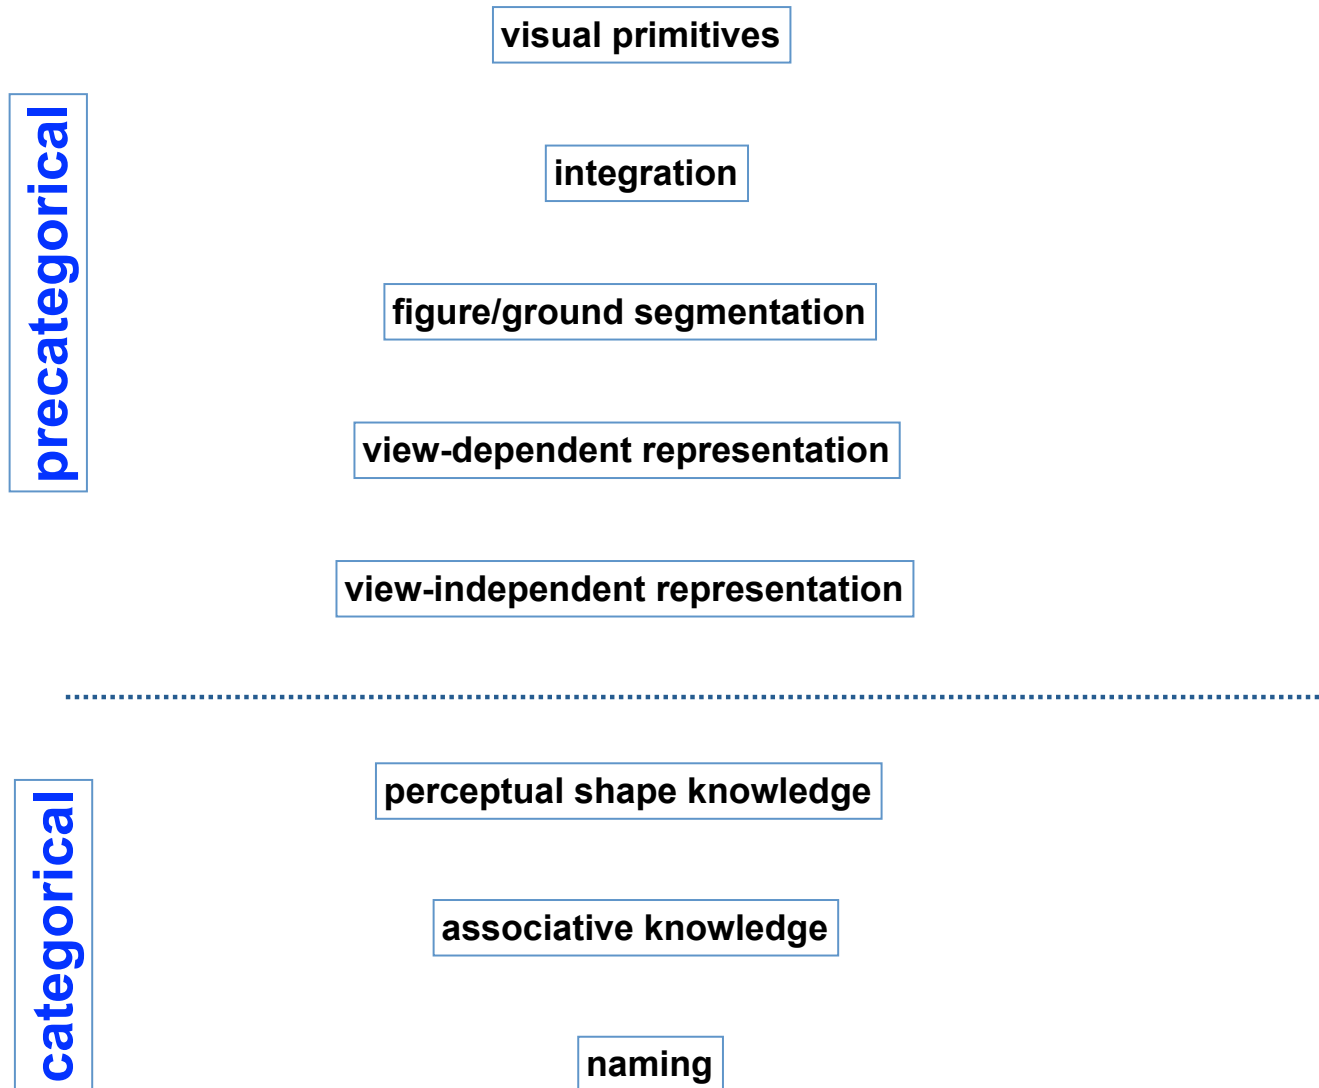 precategorical
visual primitives
integration
figure/ground segmentation
view-dependent representation
view-independent representation
categorical
perceptual shape knowledge
associative knowledge
naming